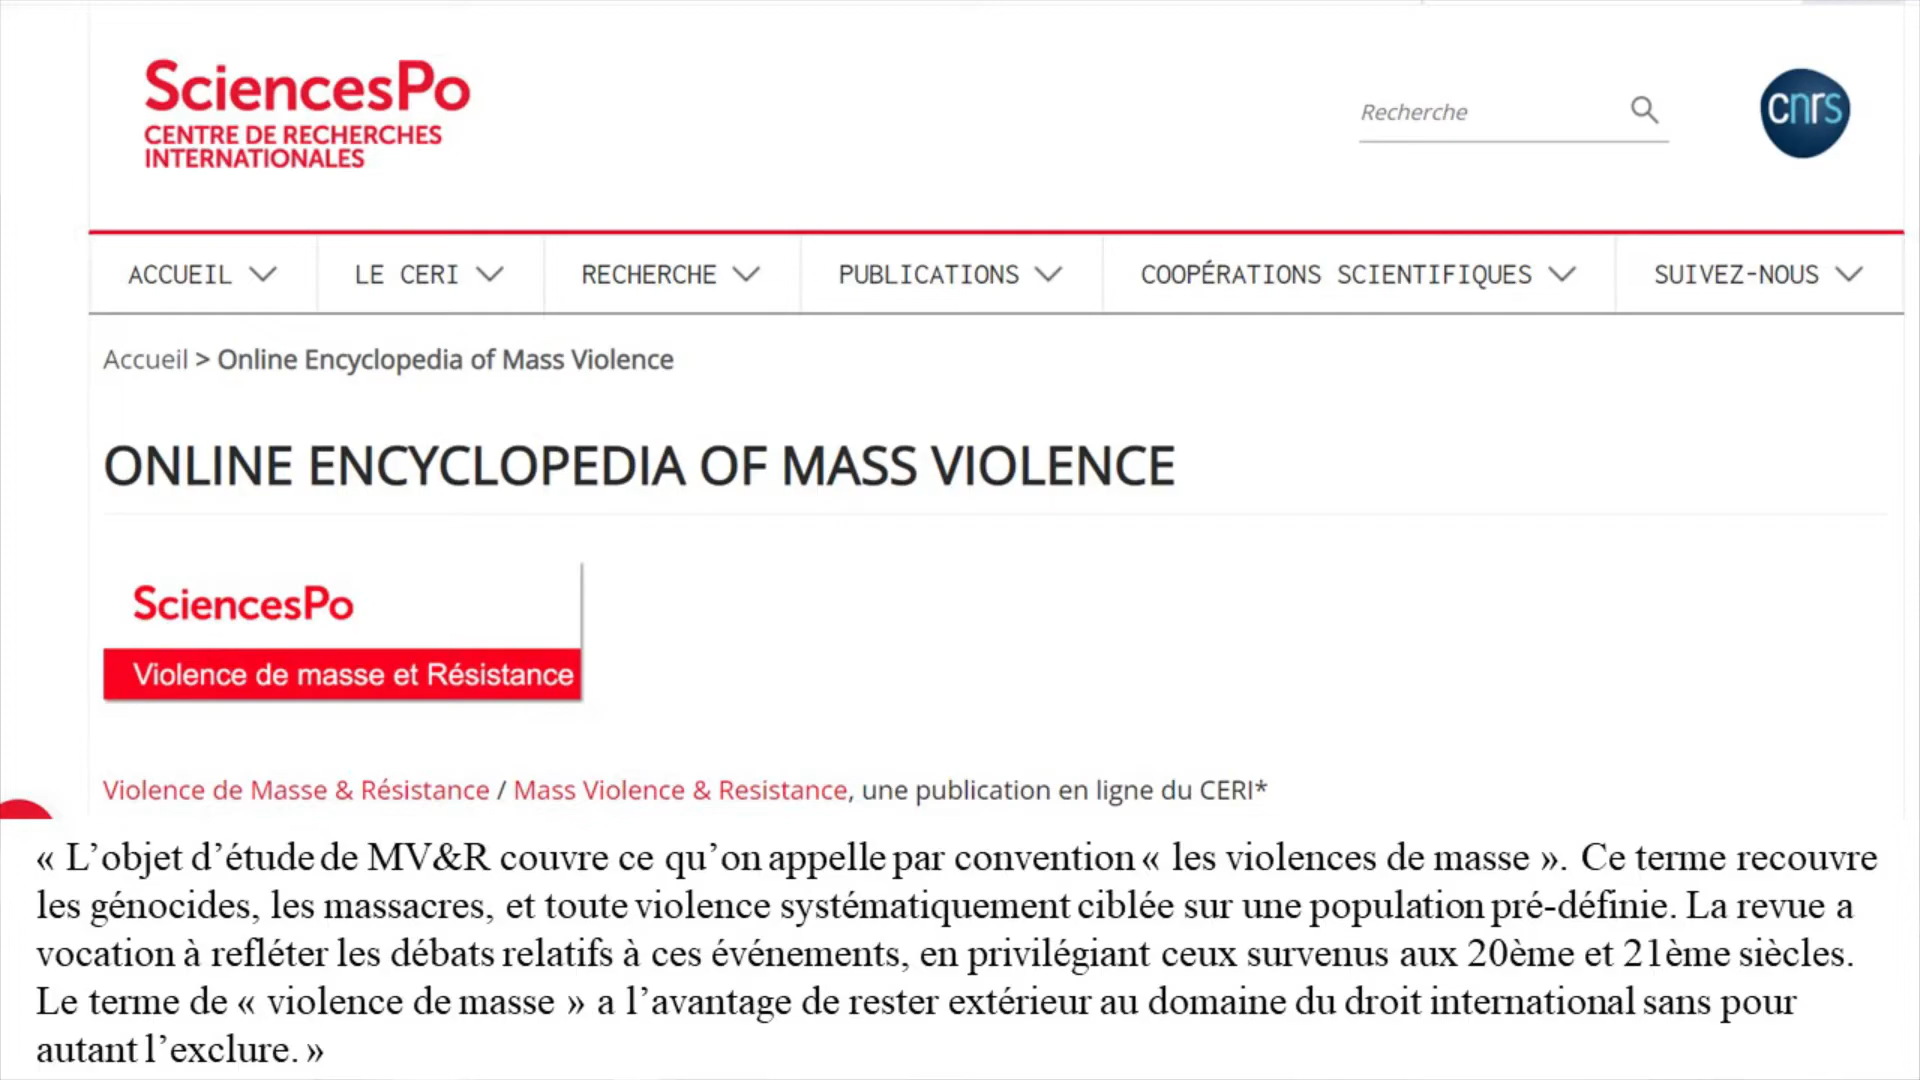 SciencesPo
CENTRE DE RECHERCHES
INTERNATIONALES
Recherche
cnrs
ACCUEIL
LE CERI
RECHERCHE
PUBLICATIONS
COOPÉRATIONS SCIENTIFIQUES
SUIVEZ-NOUS
Accueil > Online Encyclopedia of Mass Violence
ONLINE ENCYCLOPEDIA OF MASS VIOLENCE
SciencesPo
Violence de masse et Résistance
Violence de Masse & Résistance / Mass Violence & Resistance, une publication en ligne du CERI*
« L’objet d’étude de MV&R couvre ce qu’on appelle par convention « les violences de masse ». Ce terme recouvre
les génocides, les massacres, et toute violence systématiquement ciblée sur une population pré-définie. La revue a
vocation à refléter les débats relatifs à ces événements, en privilégiant ceux survenus aux 20ème et 21ème siècles.
Le terme de « violence de masse » a l’avantage de rester extérieur au domaine du droit international sans pour
autant l’exclure. »